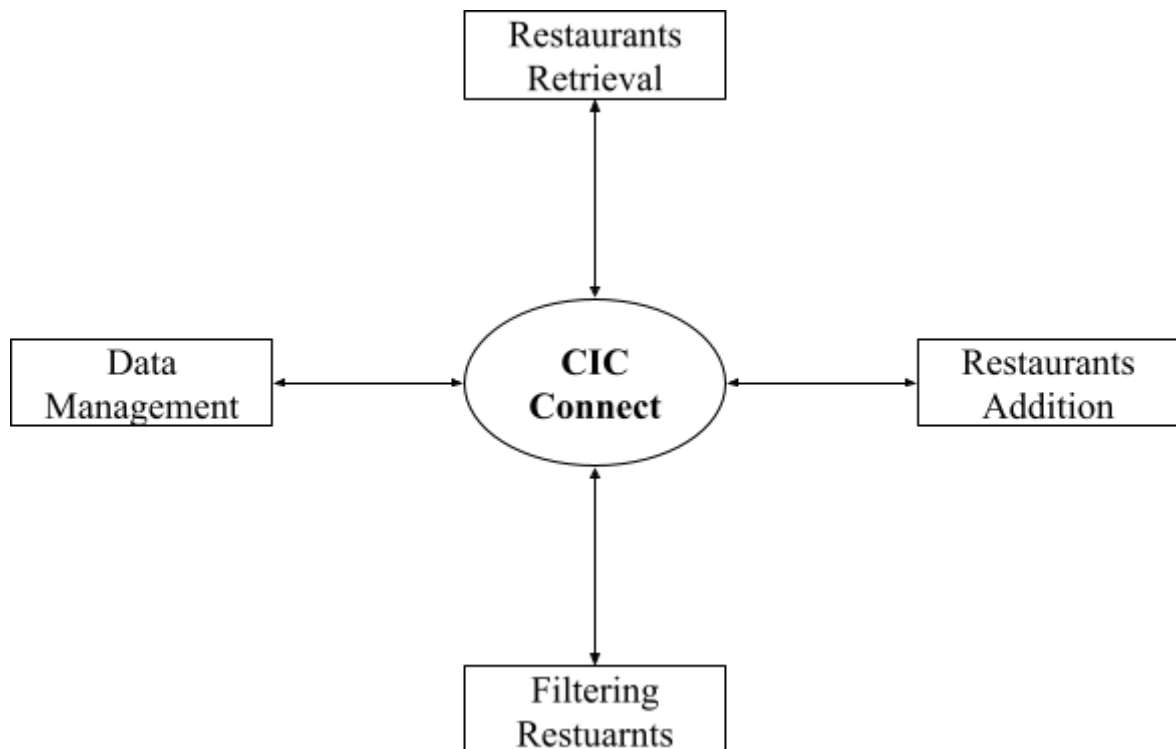 Restaurants
Retrieval
Data
Management
CIC
Connect
Restaurants
Addition
Filtering
Restuarnts